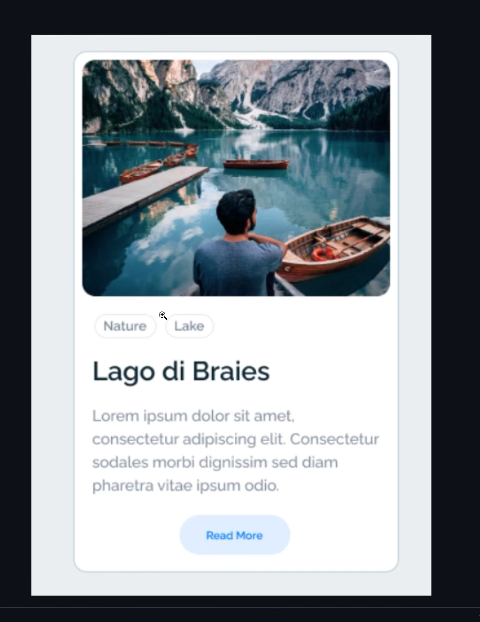 Nature Lake
Lago di Braies
Lorem ipsum dolor sit amet,
consectetur adipiscing elit. Consectetur
sodales morbi dignissim sed diam
pharetra vitae ipsum odio.
Read More